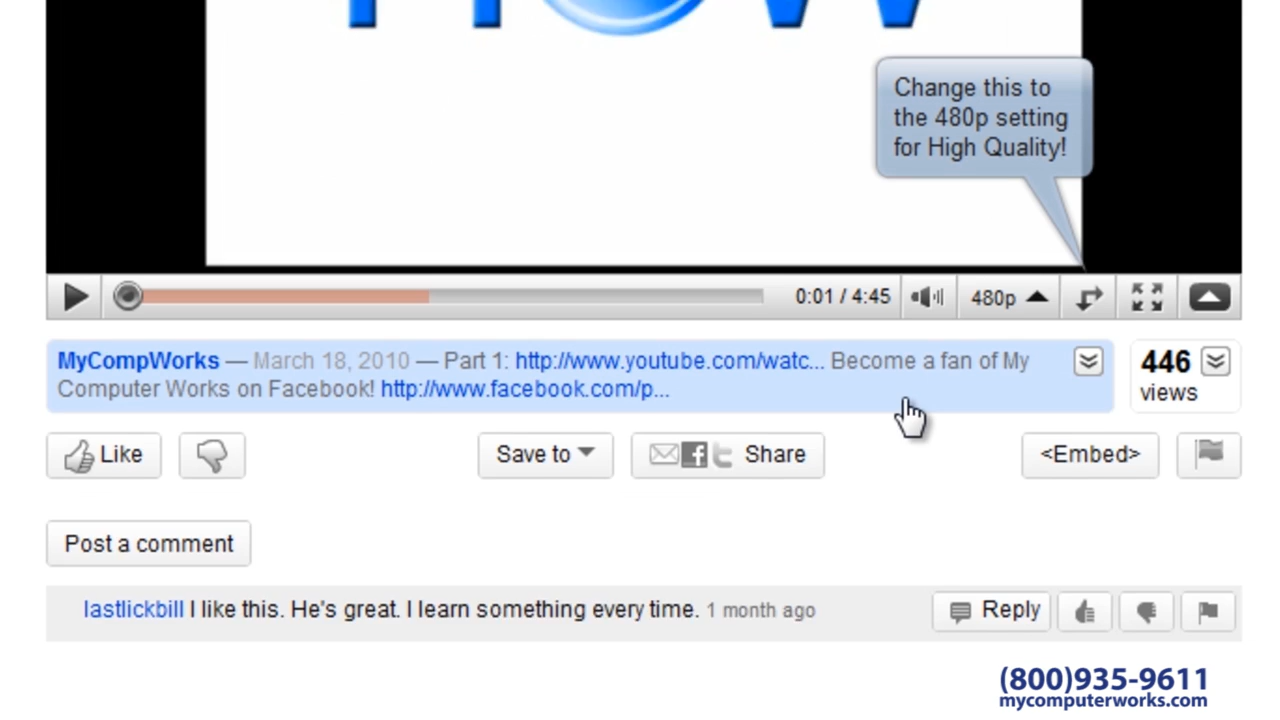 Change this to
the 480p setting
for High Quality!
0:01 / 4:45
480p
MyCompWorks — March 18, 2010 — Part 1: http://www.youtube.com/watc... Become a fan of My
Computer Works on Facebook! http://www.facebook.com/p...
446
views
Like
Save to
Share
<Embed>
Post a comment
lastlickbill I like this. He's great. I learn something every time. 1 month ago
Reply
(800)935-9611
mycomputerworks.com